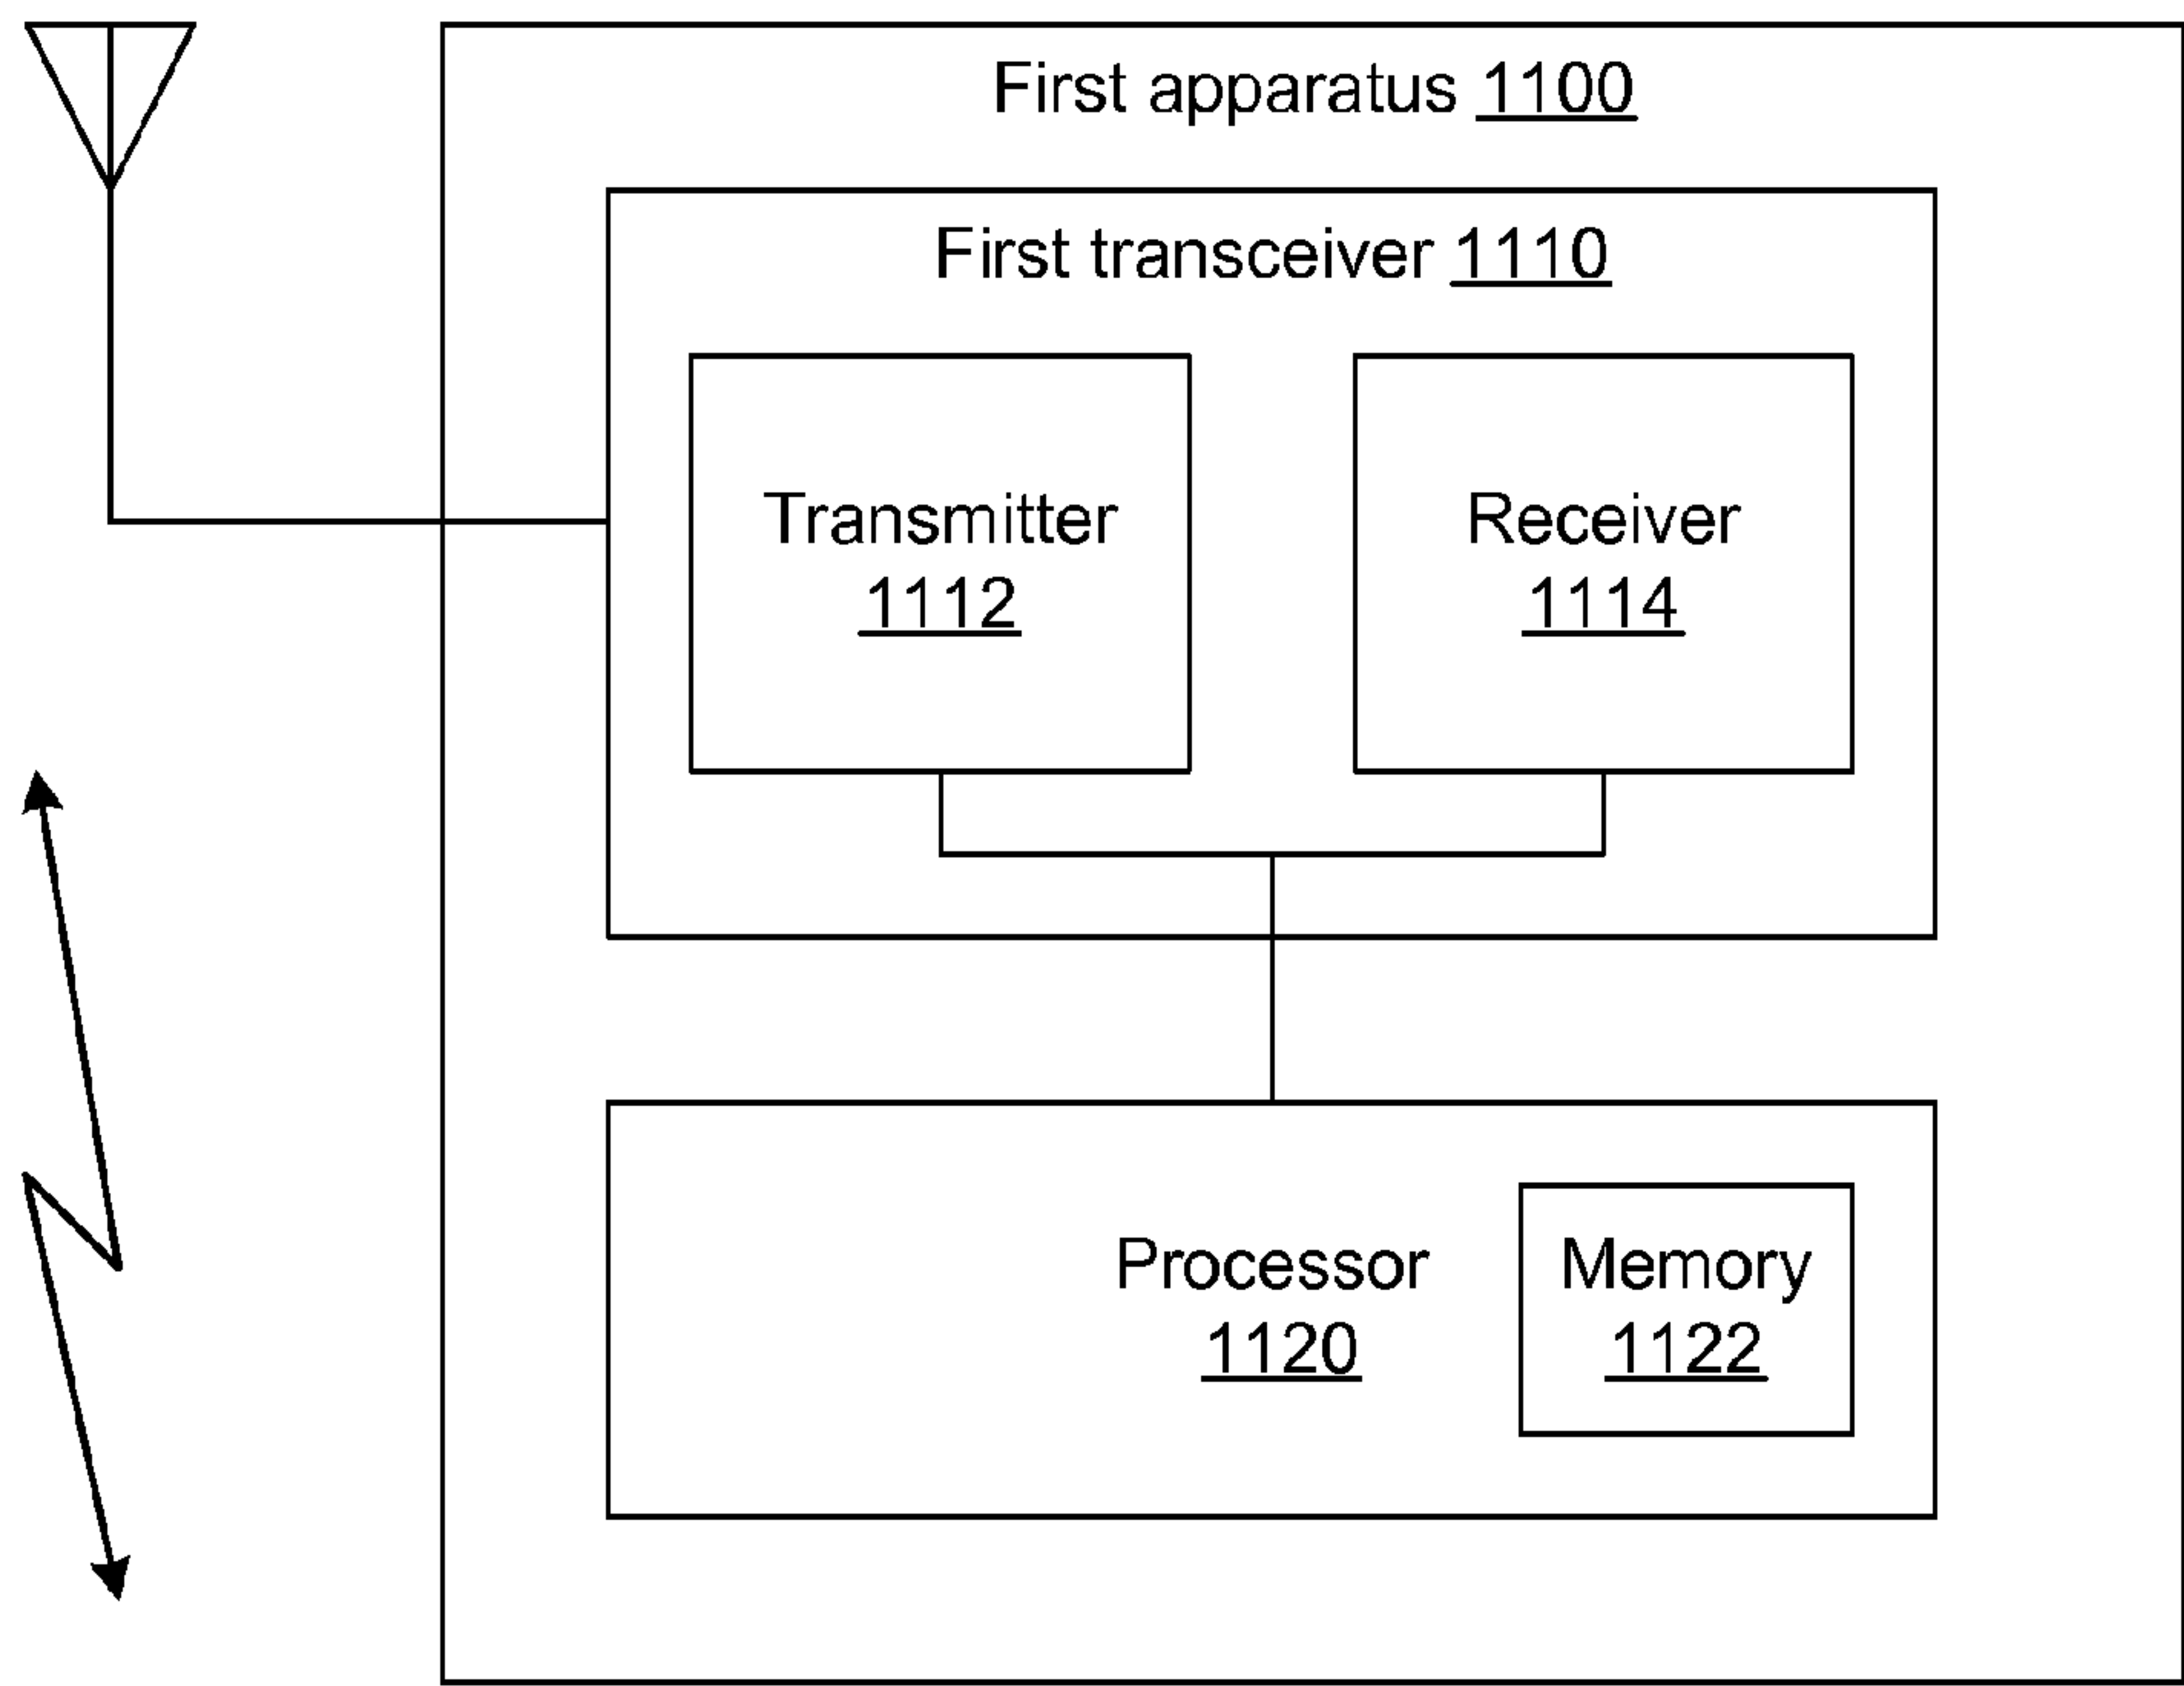 First apparatus 1100
First transceiver 1110
Transmitter
1112
Receiver
1114
Processor
1120
Memory
1122